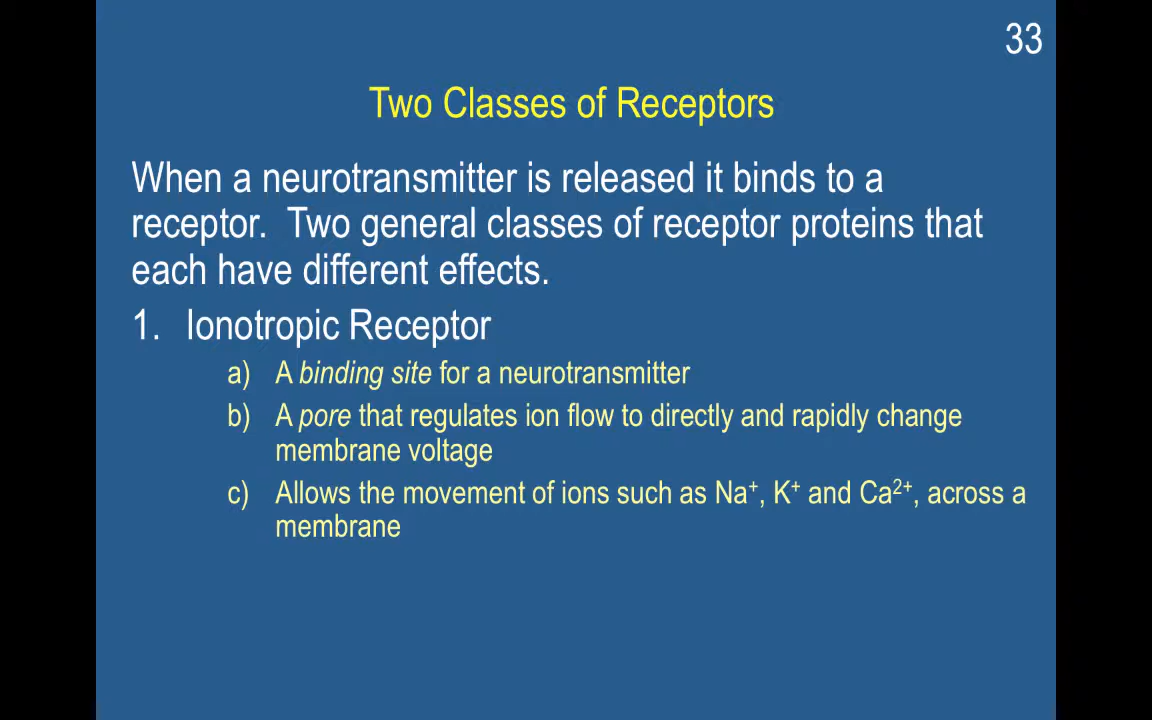 33
Two Classes of Receptors
When a neurotransmitter is released it binds to a
receptor.  Two general classes of receptor proteins that
each have different effects.
1. Ionotropic Receptor
a) A binding site for a neurotransmitter
b) A pore that regulates ion flow to directly and rapidly change
membrane voltage
c) Allows the movement of ions such as Na⁺, K⁺ and Ca²⁺, across a
membrane